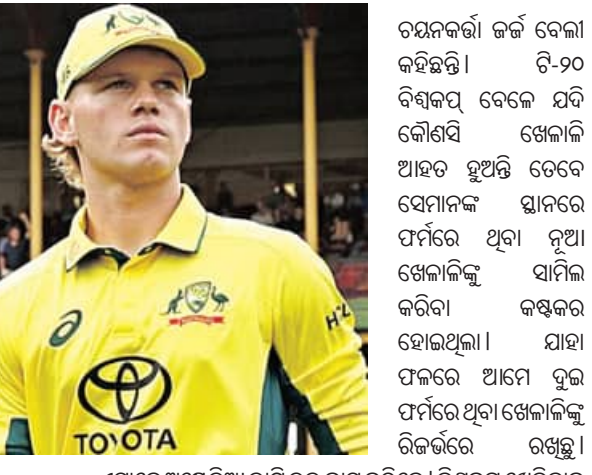 ଚୟନକର୍ତ୍ତା ଜର୍ଜ ବେଲୀ
କହିଛନ୍ତି। ଟି-୨୦
ବିଶ୍ୱକପ୍ ବେଳେ ଯଦି
କୌଣସି ଖେଳାଳି
ଆହତ ହୁଅନ୍ତି ତେବେ
ସେମାନଙ୍କ ସ୍ଥାନରେ
ଫର୍ମରେ ଥିବା ନୂଆ
ଖେଳାଳିଙ୍କୁ ସାମିଲ
କରିବା କଷ୍ଟକର
ହୋଇଥିଲା। ଯାହା
ଫଳରେ ଆମେ ଦୁଇ
ଫର୍ମରେ ଥିବା ଖେଳାଳିଙ୍କୁ
ରିଜର୍ଭରେ ରଖିଛୁ।
TOYOTA